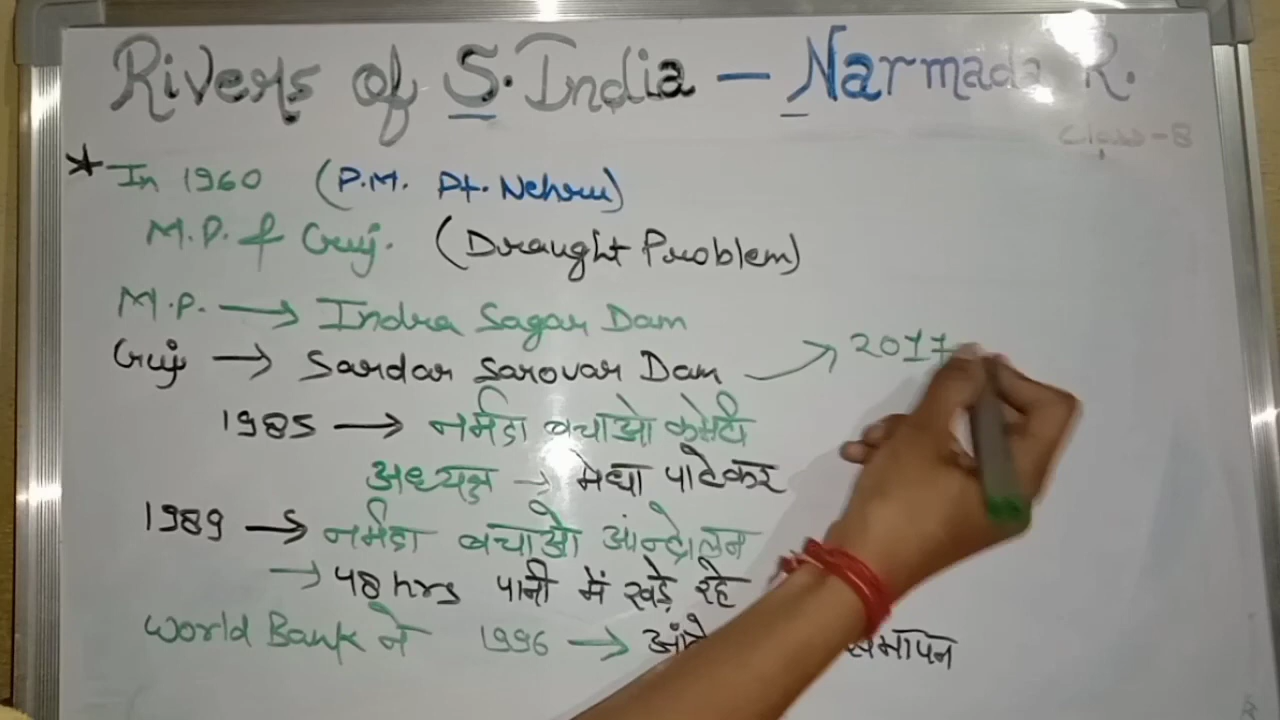 Rivers of S. India - Narmada R.
Class-8
* In 1960 (P.M. Pt. Nehru)
M.P. & Guj. (Draught Problem)
M.P. → Indra Sagar Dam
Guj → Sardar Sarovar Dam → 2017
1985 → नर्मदा बचाओ कमेटी
अध्यक्ष → मेधा पाटेकर
1989 → नर्मदा बचाओ आंन्दोलन
→ 48 hrs पानी में खड़े रहे
World Bank ने 1996 → समापन